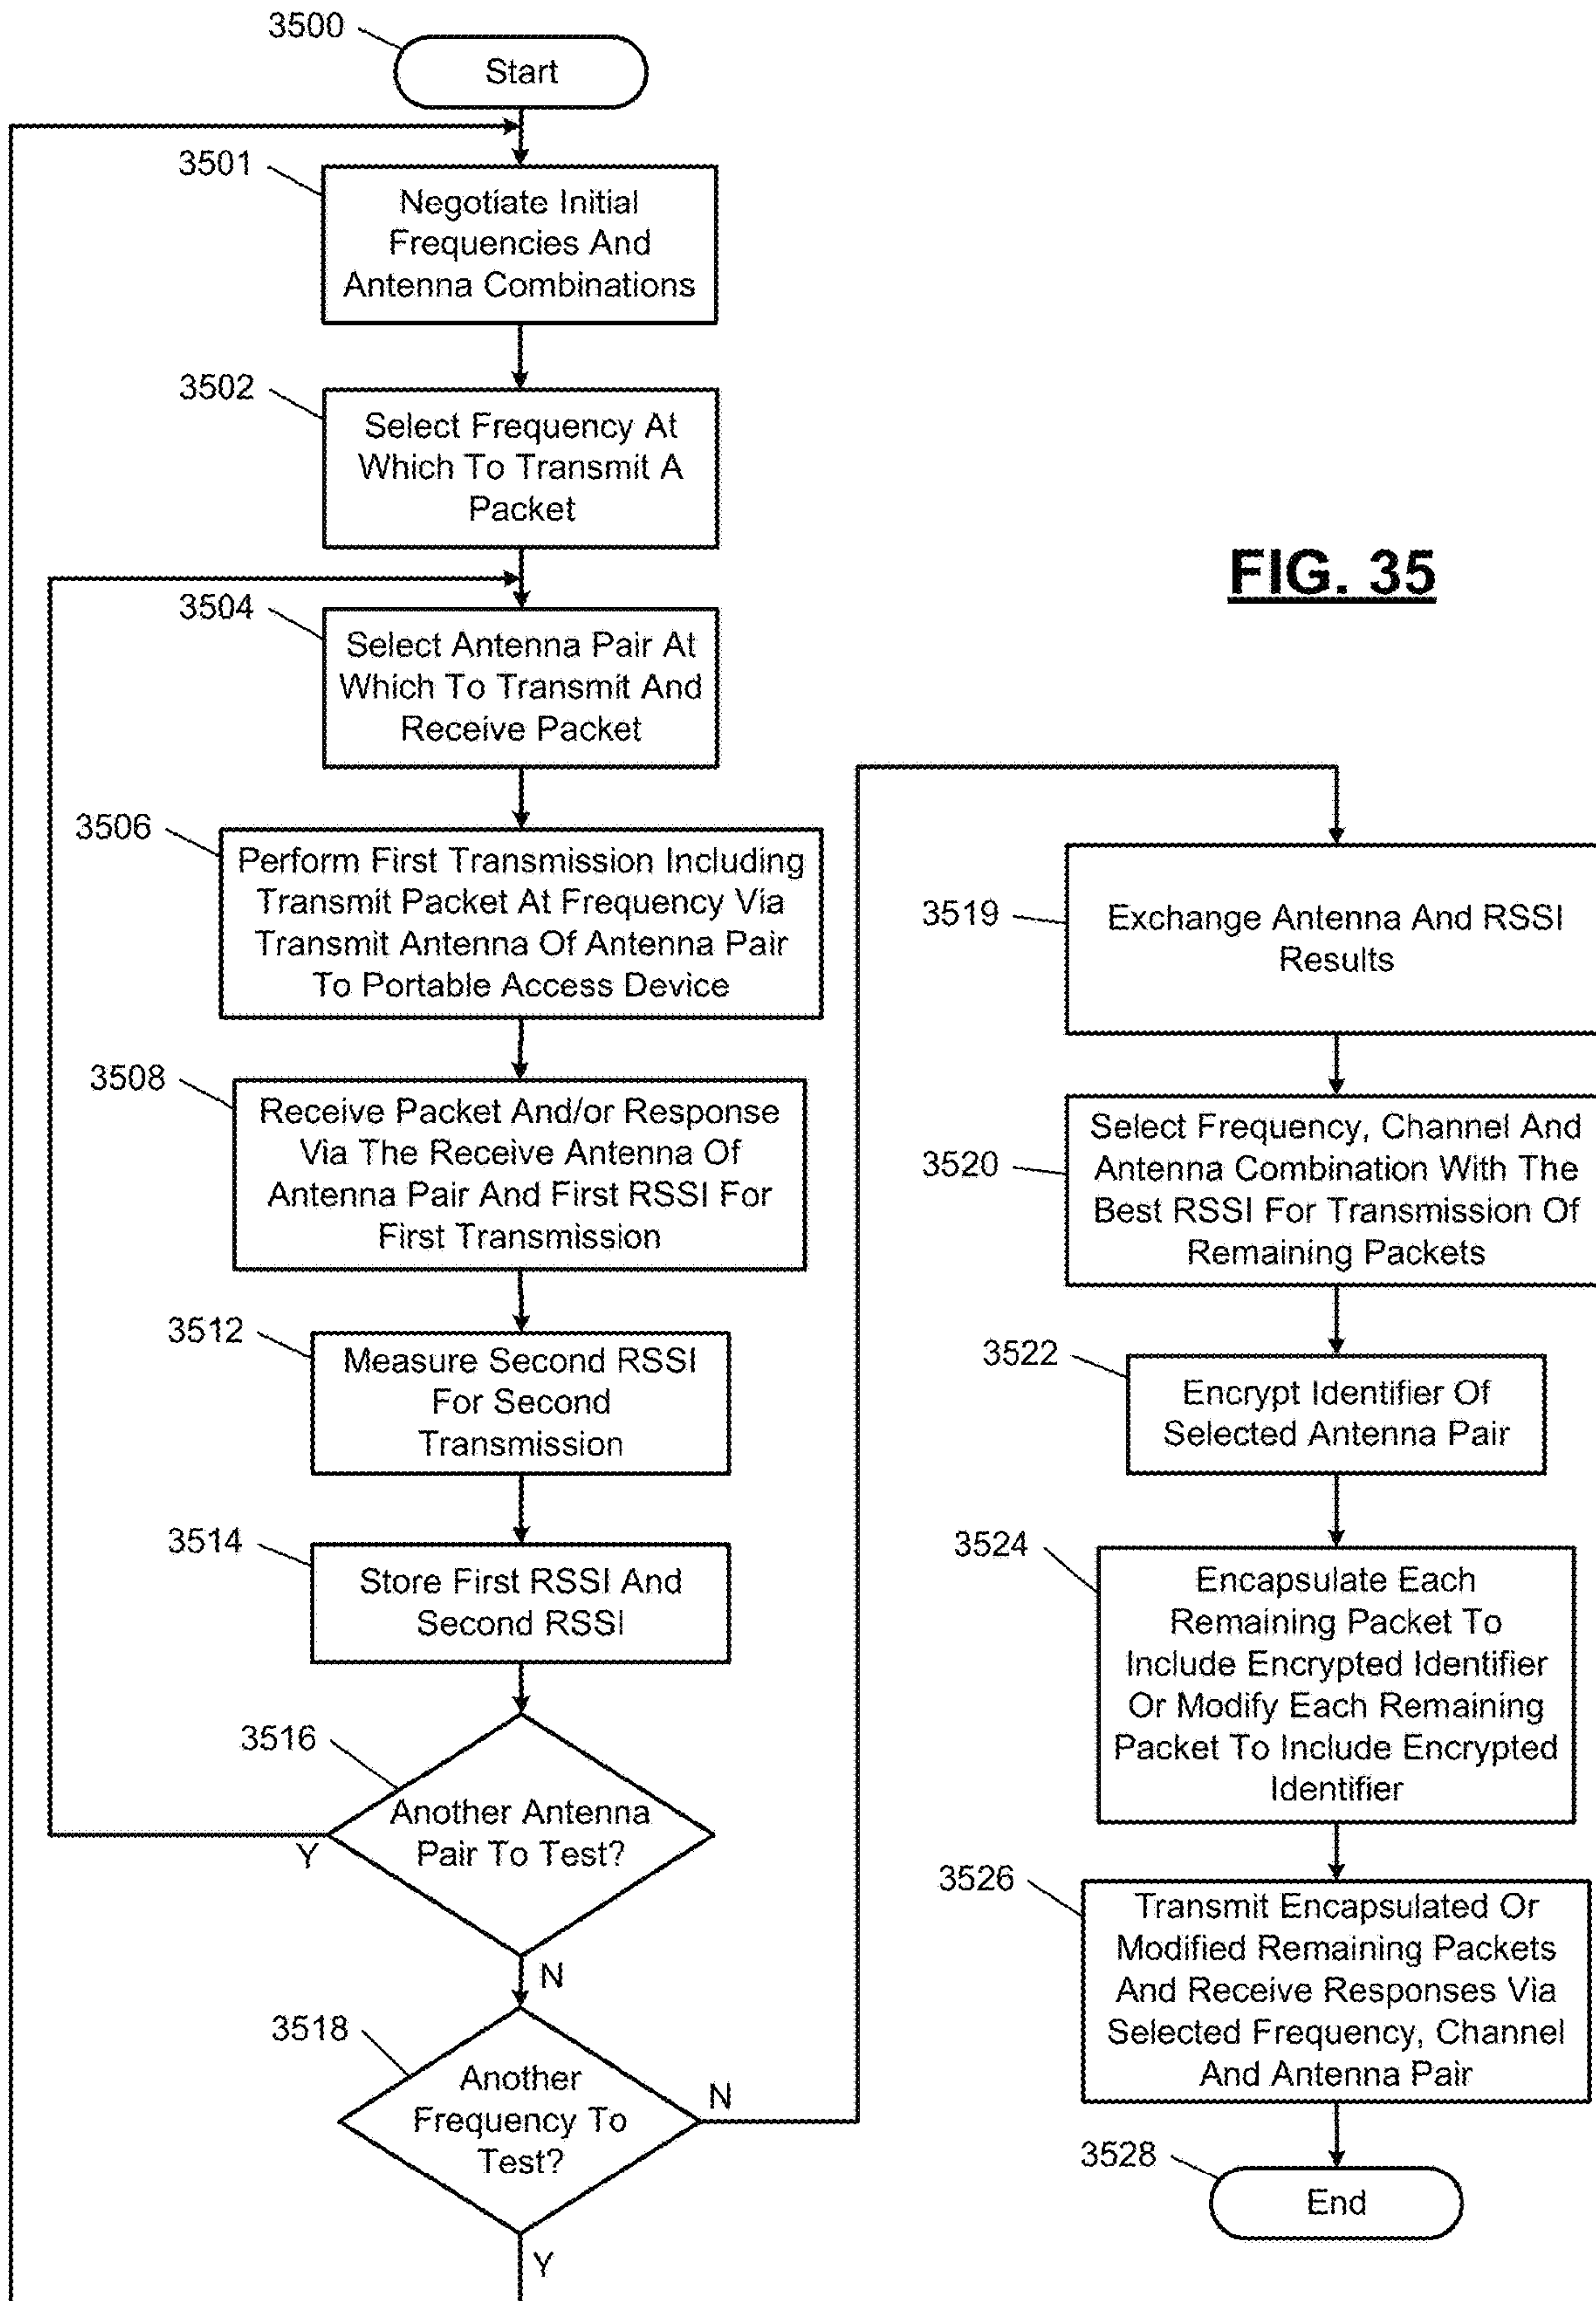 3500
Start
3501
Negotiate Initial
Frequencies And
Antenna Combinations
3502
Select Frequency At
Which To Transmit A
Packet
3504
Select Antenna Pair At
Which To Transmit And
Receive Packet
3506
Perform First Transmission Including
Transmit Packet At Frequency Via
Transmit Antenna Of Antenna Pair
To Portable Access Device
3508
Receive Packet And/or Response
Via The Receive Antenna Of
Antenna Pair And First RSSI For
First Transmission
3512
Measure Second RSSI
For Second
Transmission
3514
Store First RSSI And
Second RSSI
3516
Another Antenna
Pair To Test?
Y
N
3518
Another
Frequency To
Test?
N
Y
FIG. 35
3519
Exchange Antenna And RSSI
Results
3520
Select Frequency, Channel And
Antenna Combination With The
Best RSSI For Transmission Of
Remaining Packets
3522
Encrypt Identifier Of
Selected Antenna Pair
3524
Encapsulate Each
Remaining Packet To
Include Encrypted Identifier
Or Modify Each Remaining
Packet To Include Encrypted
Identifier
3526
Transmit Encapsulated Or
Modified Remaining Packets
And Receive Responses Via
Selected Frequency, Channel
And Antenna Pair
3528
End